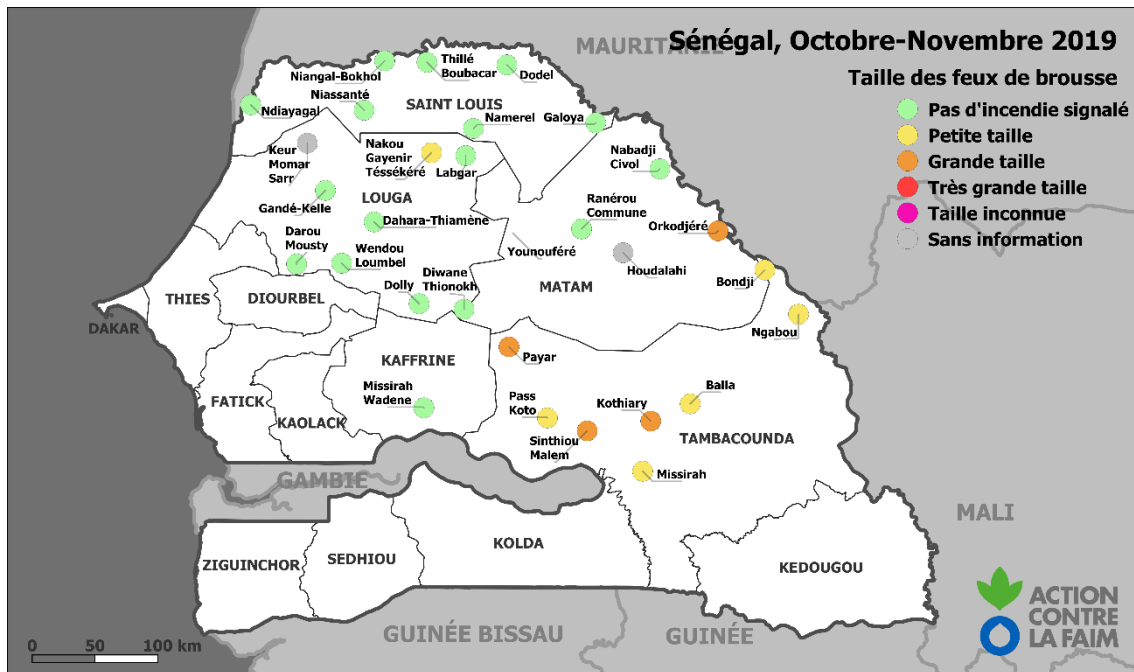 MAURITANIE
Sénégal, Octobre-Novembre 2019
Taille des feux de brousse
Pas d'incendie signalé
Petite taille
Grande taille
Très grande taille
Taille inconnue
Sans information
Niangal-Bokhol
Thillé
Boubacar
Dodel
Niassanté
Ndiayagal
SAINT LOUIS
Namerel
Galoya
Keur
Momar
Sarr
Nakou
Gayenir
Téssékéré
Labgar
Nabadji
Civol
Gandé-Kelle
LOUGA
Ranérou
Commune
Dahara-Thiamène
Orkodjéré
Darou
Mousty
Wendou
Loumbel
Younouféré
Houdalahi
Diwane
Thionokh
Dolly
Bondji
MATAM
THIES
DIOURBEL
Ngabou
DAKAR
KAFFRINE
Payar
Missirah
Wadene
FATICK
KAOLACK
Pass
Koto
Kothiary
Balla
Sinthiou
Malem
TAMBACOUNDA
Missirah
GAMBIE
MALI
ZIGUINCHOR
SEDHIOU
KOLDA
KEDOUGOU
GUINÉE BISSAU
GUINÉE
0 50 100 km
ACTION
CONTRE
LA FAIM